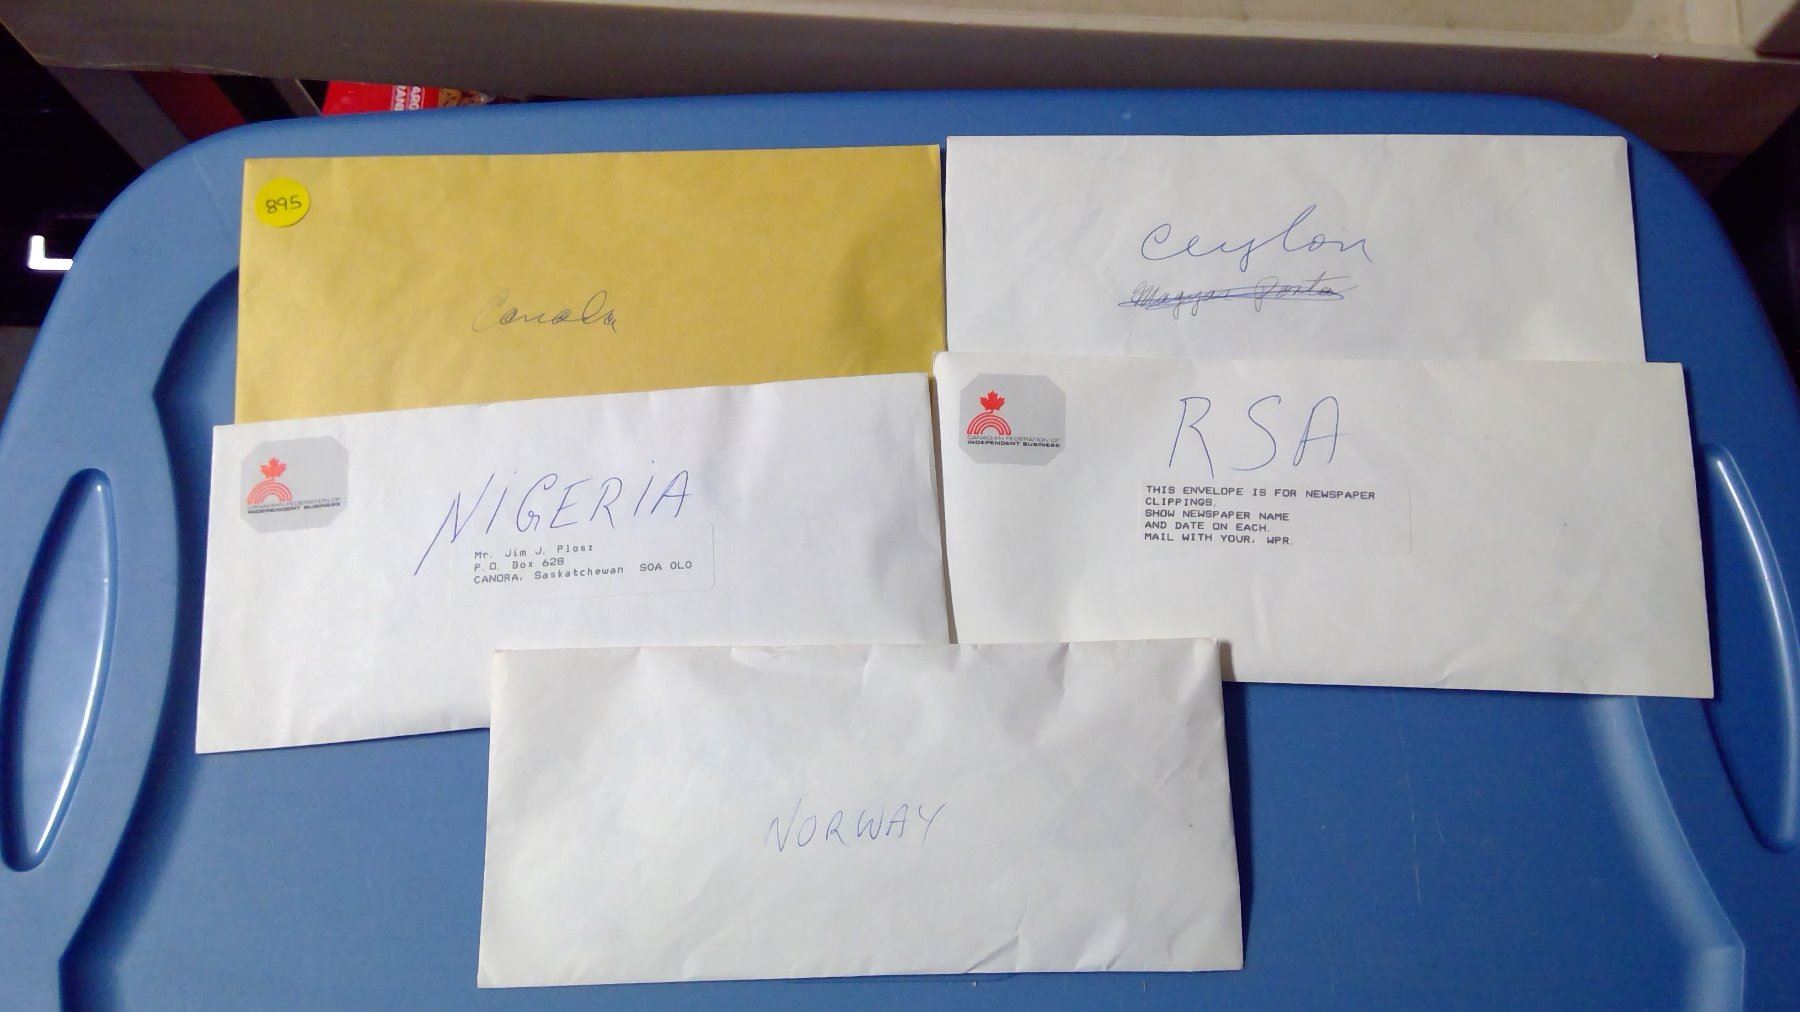 895
Canada
Ceylon
Magyar Posta
CANADIAN FEDERATION OF
INDEPENDENT BUSINESS
NIGERIA
Mr. Jim J. Plosz
P.O. Box 628
CANORA, Saskatchewan S0A 0L0
CANADIAN FEDERATION OF
INDEPENDENT BUSINESS
RSA
THIS ENVELOPE IS FOR NEWSPAPER
CLIPPINGS,
SHOW NEWSPAPER NAME
AND DATE ON EACH.
MAIL WITH YOUR, WPR.
NORWAY